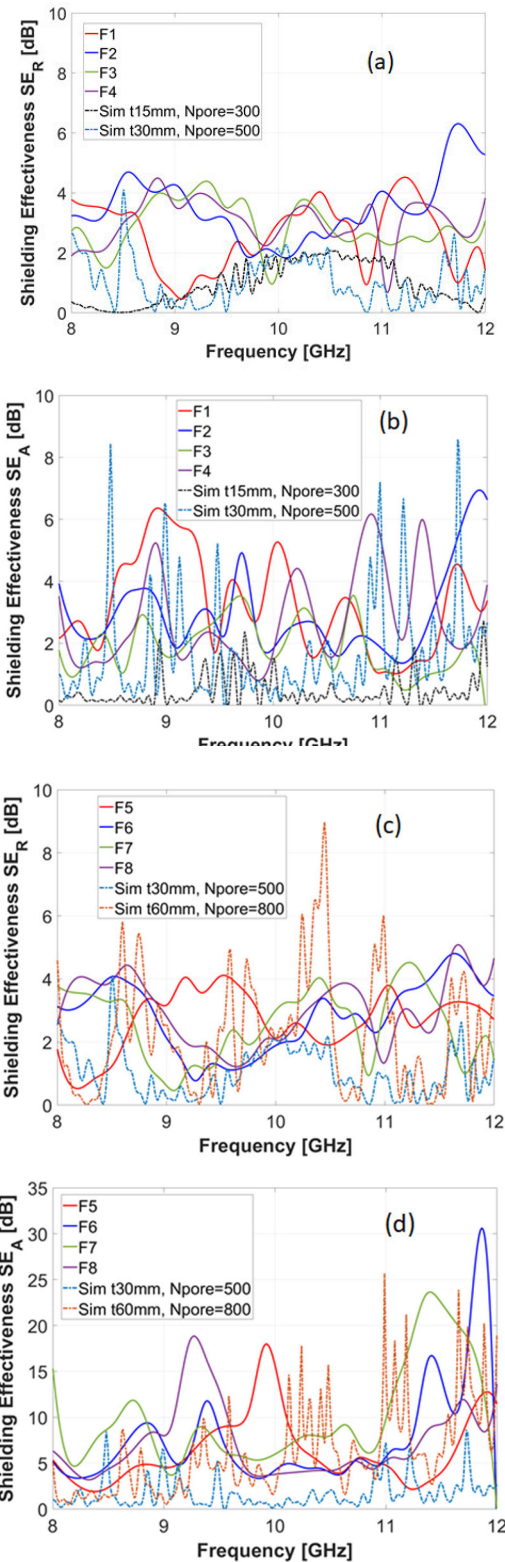 10
8
6
4
2
0
Shielding Effectiveness SE_R [dB]
F1
F2
F3
F4
Sim t15mm, Npore=300
Sim t30mm, Npore=500
(a)
8 9 10 11 12
Frequency [GHz]
10
8
6
4
2
0
Shielding Effectiveness SE_A [dB]
F1
F2
F3
F4
Sim t15mm, Npore=300
Sim t30mm, Npore=500
(b)
8 9 10 11 12
Frequency [GHz]
10
8
6
4
2
0
Shielding Effectiveness SE_R [dB]
F5
F6
F7
F8
Sim t30mm, Npore=500
Sim t60mm, Npore=800
(c)
8 9 10 11 12
Frequency [GHz]
35
30
25
20
15
10
5
0
Shielding Effectiveness SE_A [dB]
F5
F6
F7
F8
Sim t30mm, Npore=500
Sim t60mm, Npore=800
(d)
8 9 10 11 12
Frequency [GHz]